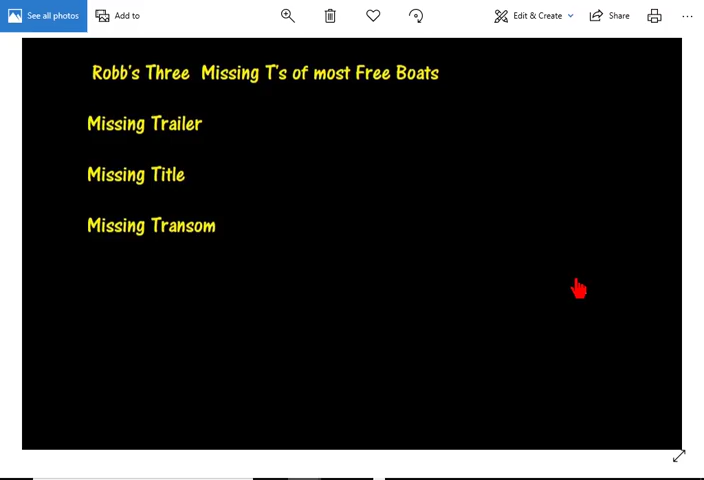 See all photos
Add to
Edit & Create
Share
Robb's Three Missing T's of most Free Boats
Missing Trailer
Missing Title
Missing Transom